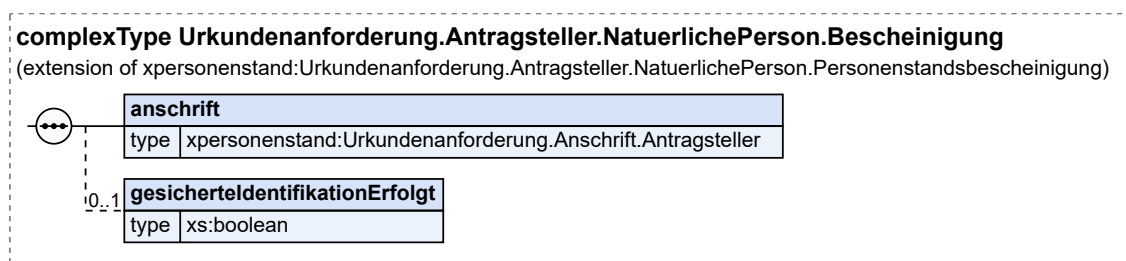 complexType Urkundenanforderung.Antragsteller.NatuerlichePerson.Bescheinigung
(extension of xpersonenstand:Urkundenanforderung.Antragsteller.NatuerlichePerson.Personenstandsbescheinigung)
anschrift
type xpersonenstand:Urkundenanforderung.Anschrift.Antragsteller
0..1 gesicherteIdentifikationErfolgt
type xs:boolean